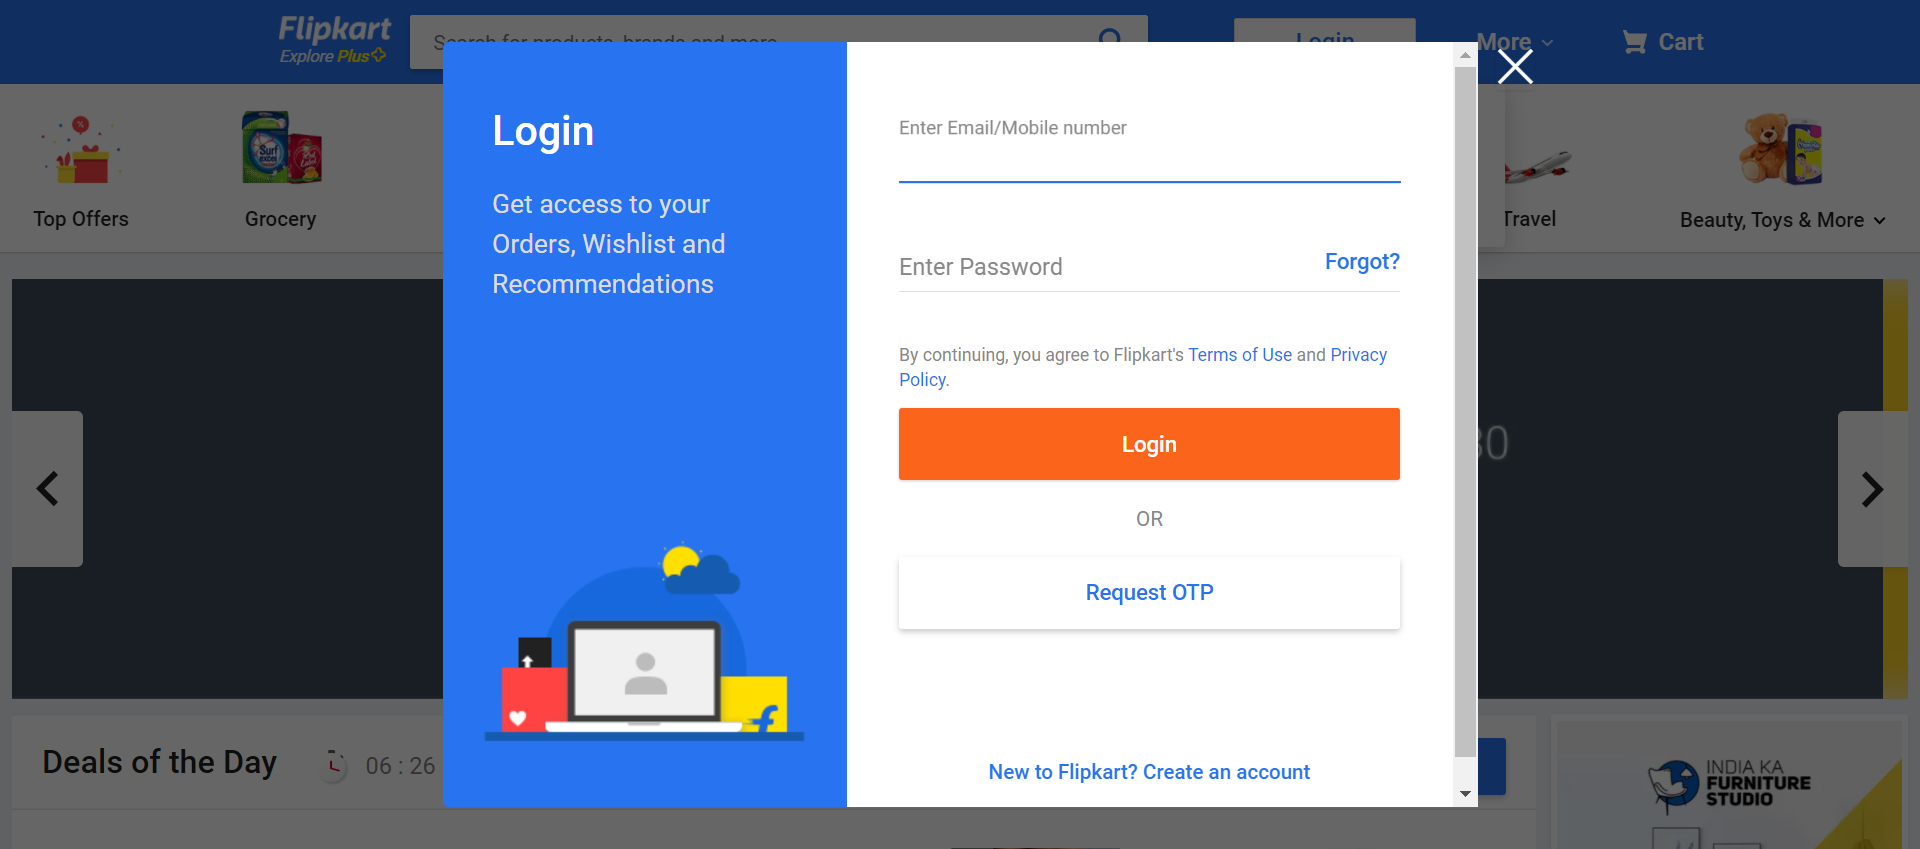 Flipkart
Explore Plus
Search for products, brands and more
Login
More
Cart
Top Offers
Grocery
Travel
Beauty, Toys & More
Login
Get access to your
Orders, Wishlist and
Recommendations
Enter Email/Mobile number
Enter Password
Forgot?
By continuing, you agree to Flipkart's Terms of Use and Privacy
Policy.
Login
OR
Request OTP
New to Flipkart? Create an account
Deals of the Day
06 : 26
INDIA KA
FURNITURE
STUDIO